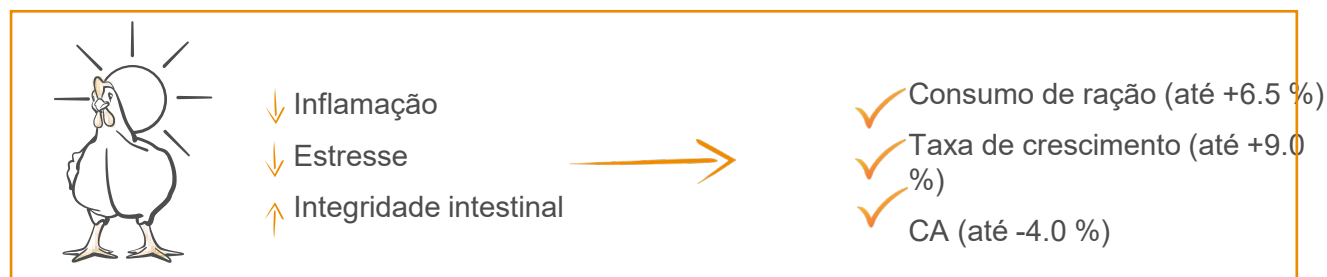 Inflamação
Estresse
Integridade intestinal
Consumo de ração (até +6.5 %)
Taxa de crescimento (até +9.0
%)
CA (até -4.0 %)